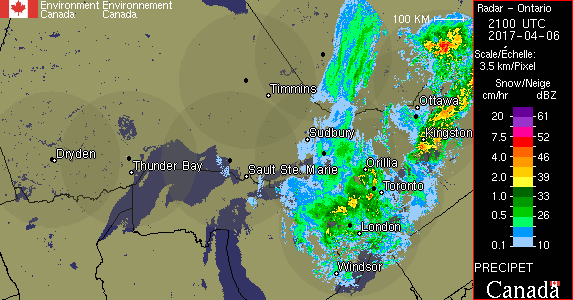 Environment Environnement
Canada Canada
100 KM
Radar - Ontario
2100 UTC
2017-04-06
Scale/Échelle:
3.5 km/Pixel
Snow/Neige
cm/hr dBZ
20 61
7.5 52
4.0 46
2.0 39
1.0 33
0.5 26
0.1 10
PRECIPET
Canada
Timmins
Ottawa
Sudbury
Kingston
Dryden
Thunder Bay
Sault Ste. Marie
Orillia
Toronto
London
Windsor